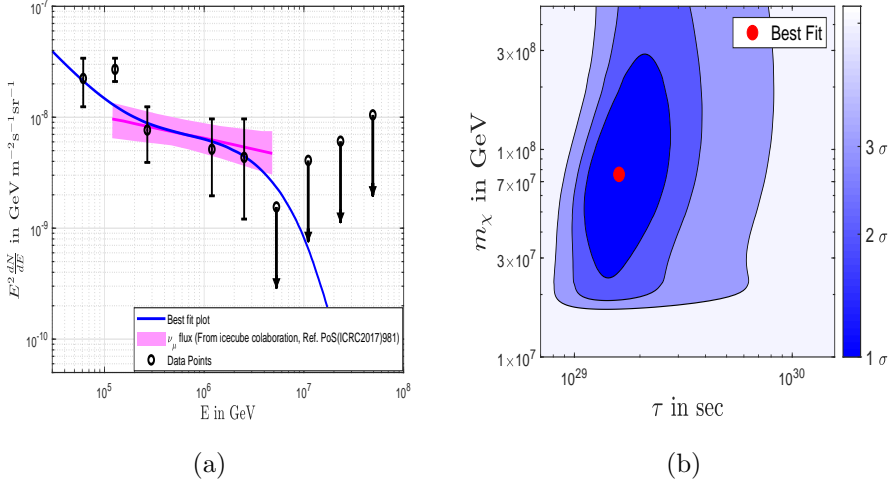 10^-7
10^-8
10^-9
10^-10
E^2 dN/dE in GeV m^-2 s^-1 sr^-1
Best fit plot
ν_μ flux (From icecube colaboration, Ref. PoS(ICRC2017)981)
Data Points
10^5 10^6 10^7 10^8
E in GeV
(a)
Best Fit
3×10^8
1×10^8
7×10^7
3×10^7
1×10^7
m_χ in GeV
10^29 10^30
τ in sec
3 σ
2 σ
1 σ
(b)